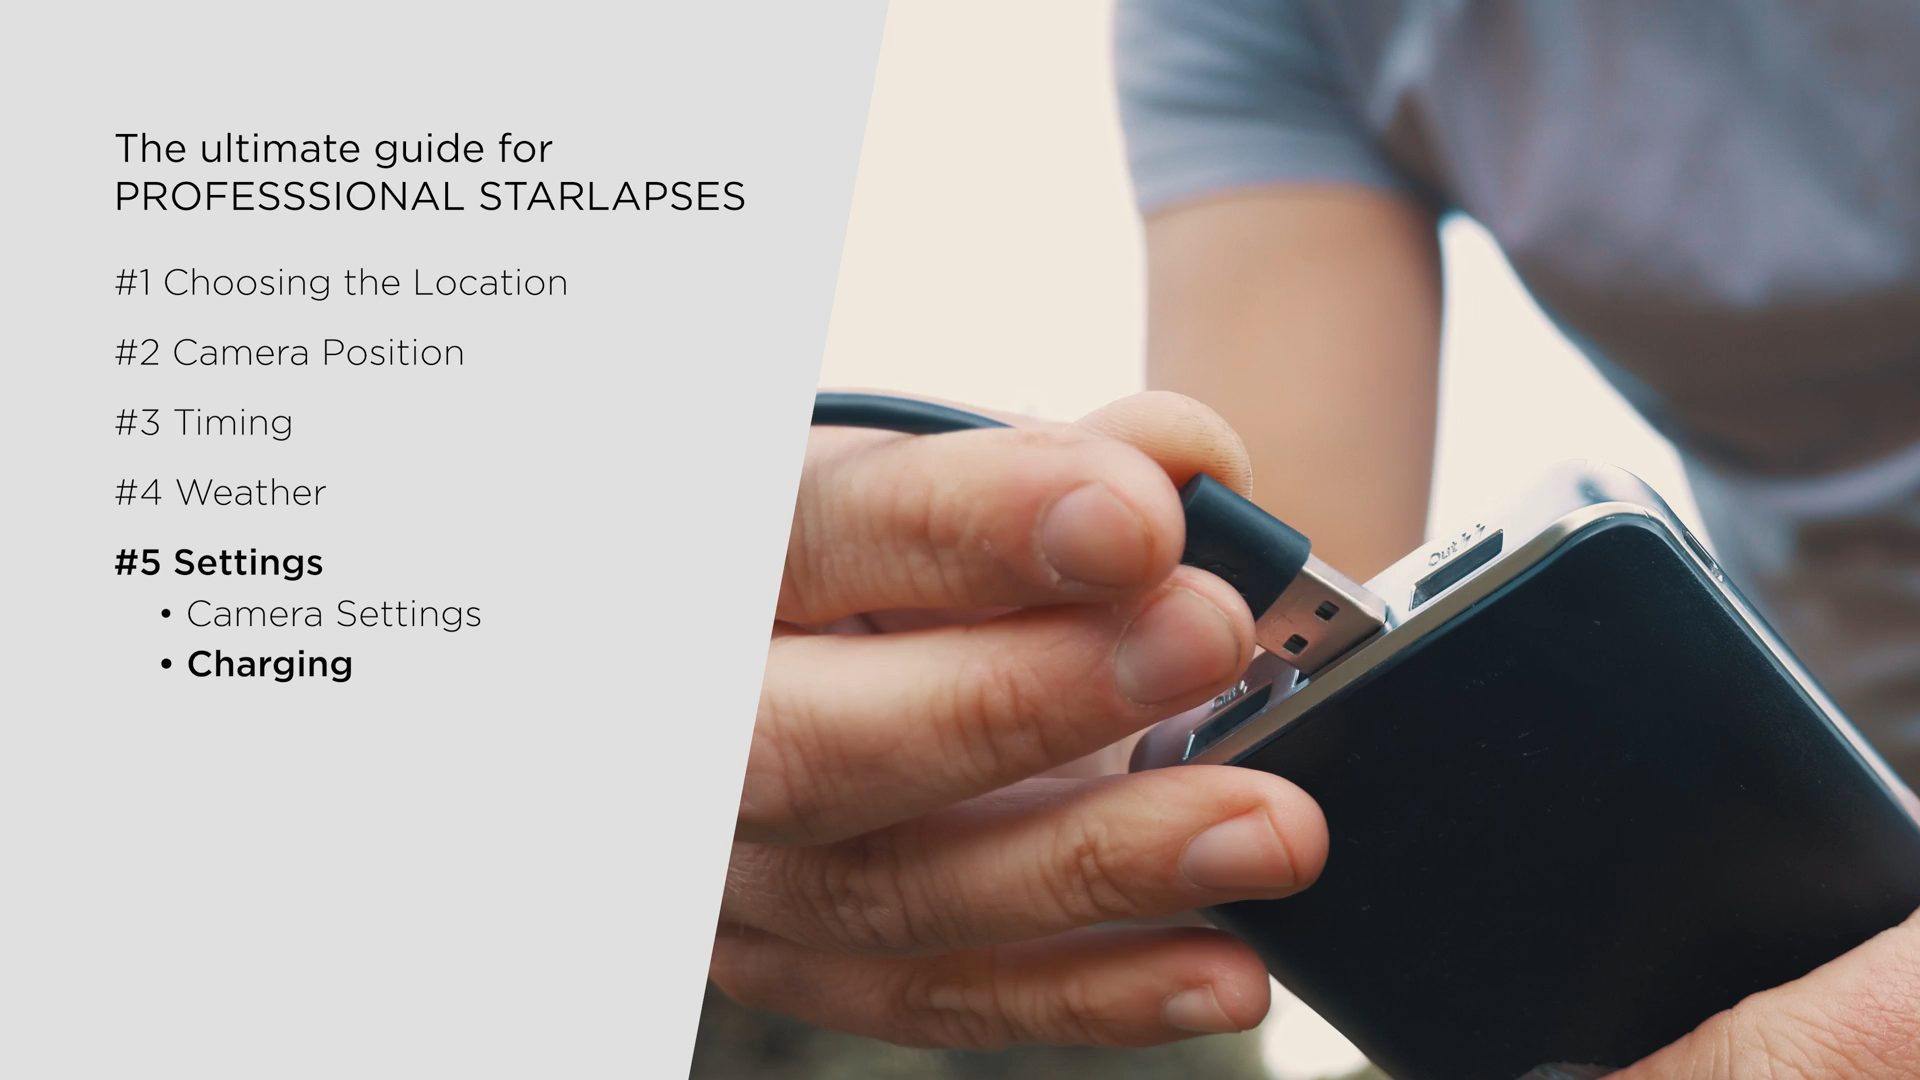 The ultimate guide for
PROFESSSIONAL STARLAPSES
#1 Choosing the Location
#2 Camera Position
#3 Timing
#4 Weather
#5 Settings
• Camera Settings
• Charging
Out